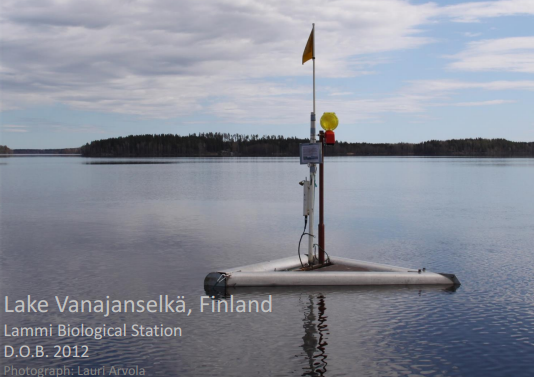 Lake Vanajanselkä, Finland
Lammi Biological Station
D.O.B. 2012
Photograph: Lauri Arvola